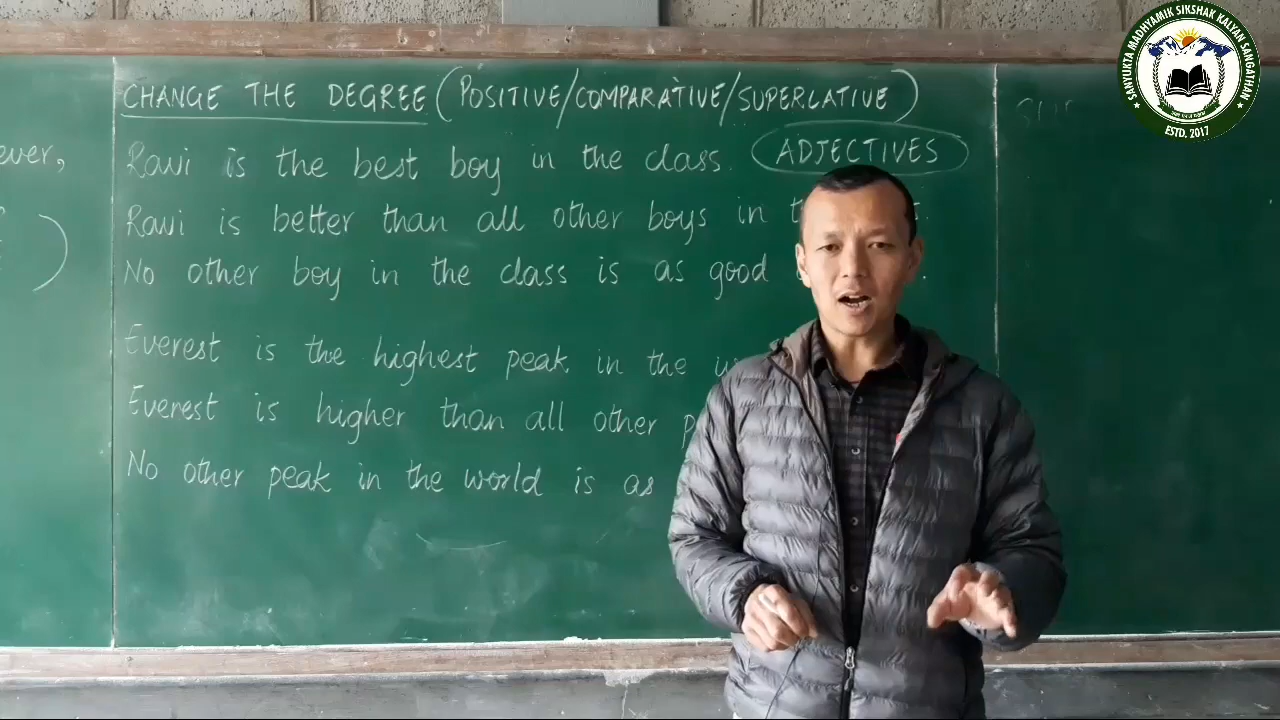 CHANGE THE DEGREE (POSITIVE/COMPARATIVE/SUPERLATIVE)
Ravi is the best boy in the class.
ADJECTIVES
Ravi is better than all other boys in
No other boy in the class is as good
Everest is the highest peak in the
Everest is higher than all other
No other peak in the world is as
ever,
SANYUKTA MADHYAMIK SIKSHAK KALYAN SANGATHAN
ESTD. 2017